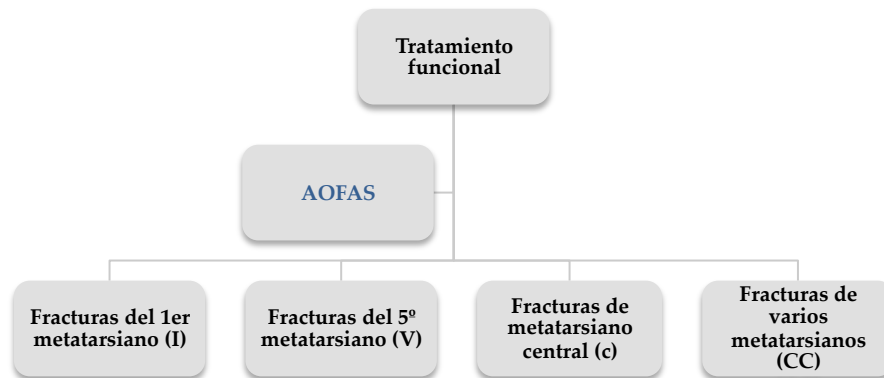 Tratamiento
funcional
AOFAS
Fracturas del 1er
metatarsiano (I)
Fracturas del 5º
metatarsiano (V)
Fracturas de
metatarsiano
central (c)
Fracturas de
varios
metatarsianos
(CC)